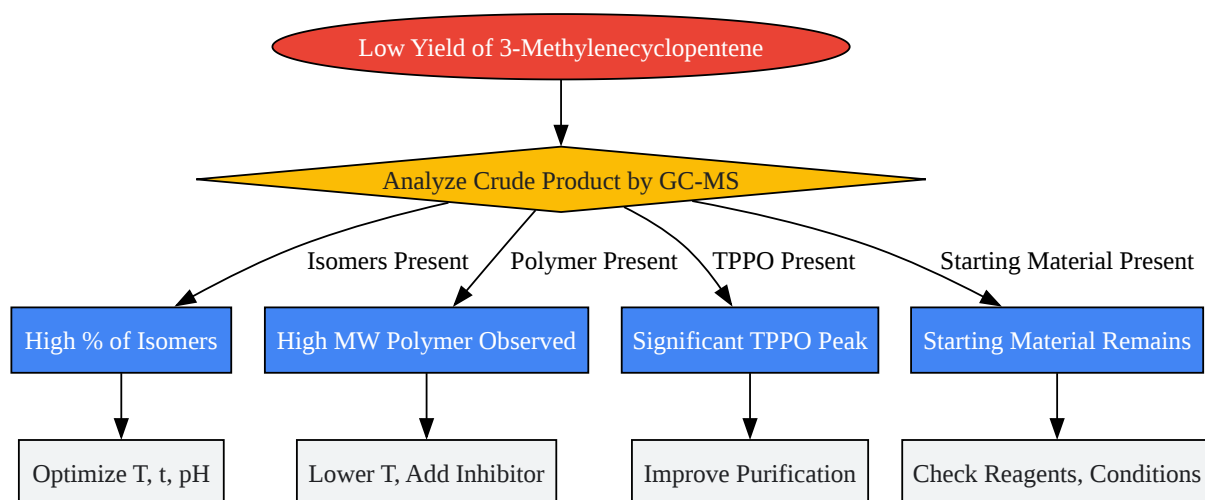 Low Yield of 3-Methylenecyclopentene
Analyze Crude Product by GC-MS
Isomers Present
Polymer Present
TPPO Present
Starting Material Present
High % of Isomers
High MW Polymer Observed
Significant TPPO Peak
Starting Material Remains
Optimize T, t, pH
Lower T, Add Inhibitor
Improve Purification
Check Reagents, Conditions